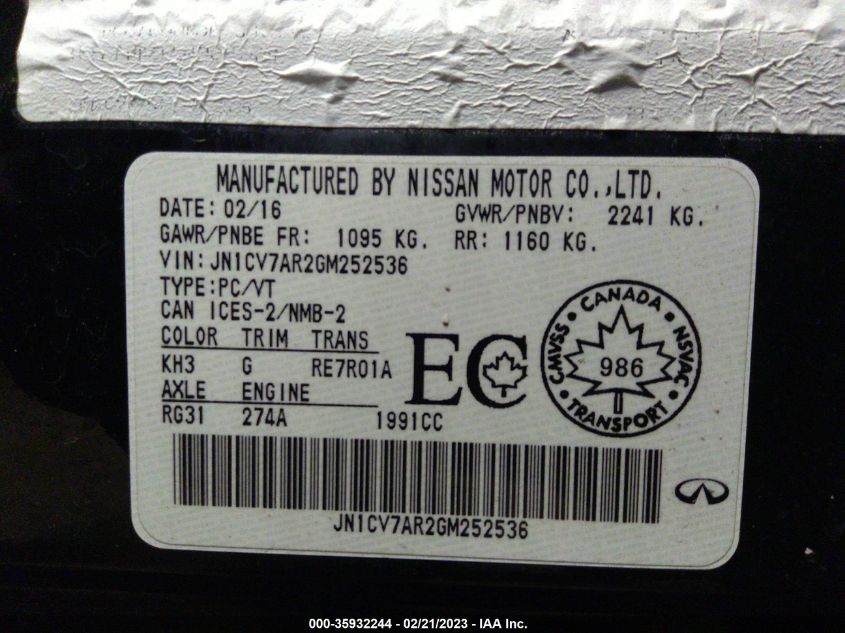 MANUFACTURED BY NISSAN MOTOR CO.,LTD.
DATE: 02/16 GVWR/PNBV: 2241 KG.
GAWR/PNBE FR: 1095 KG. RR: 1160 KG.
VIN: JN1CV7AR2GM252536
TYPE:PC/VT
CAN ICES-2/NMB-2
COLOR TRIM TRANS
KH3 G RE7R01A
AXLE ENGINE
RG31 274A 1991CC
EC
CANADA
CMVSS
NSVAC
986
TRANSPORT
JN1CV7AR2GM252536
000-35932244 - 02/21/2023 - IAA Inc.